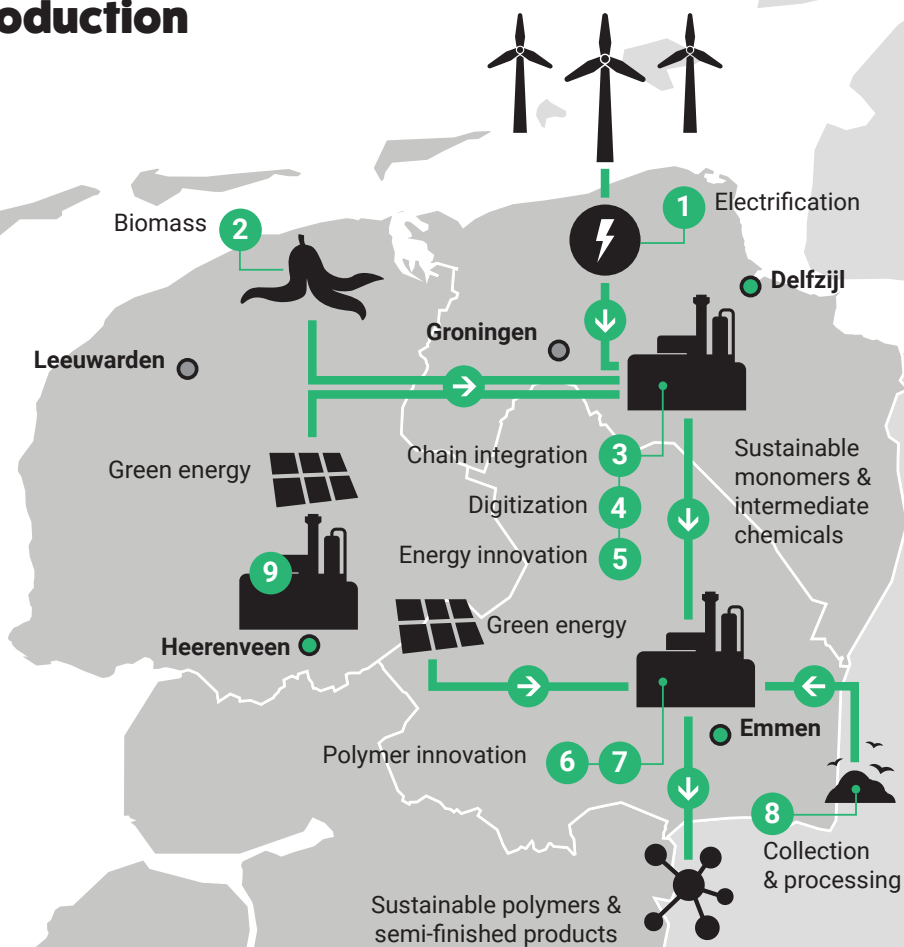 oduction
1
Electrification
Biomass
2
Delfzijl
Groningen
Leeuwarden
Green energy
Chain integration
3
Digitization
4
Energy innovation
5
Sustainable
monomers &
intermediate
chemicals
9
Heerenveen
Green energy
Emmen
Polymer innovation
6
7
8
Collection
& processing
Sustainable polymers &
semi-finished products